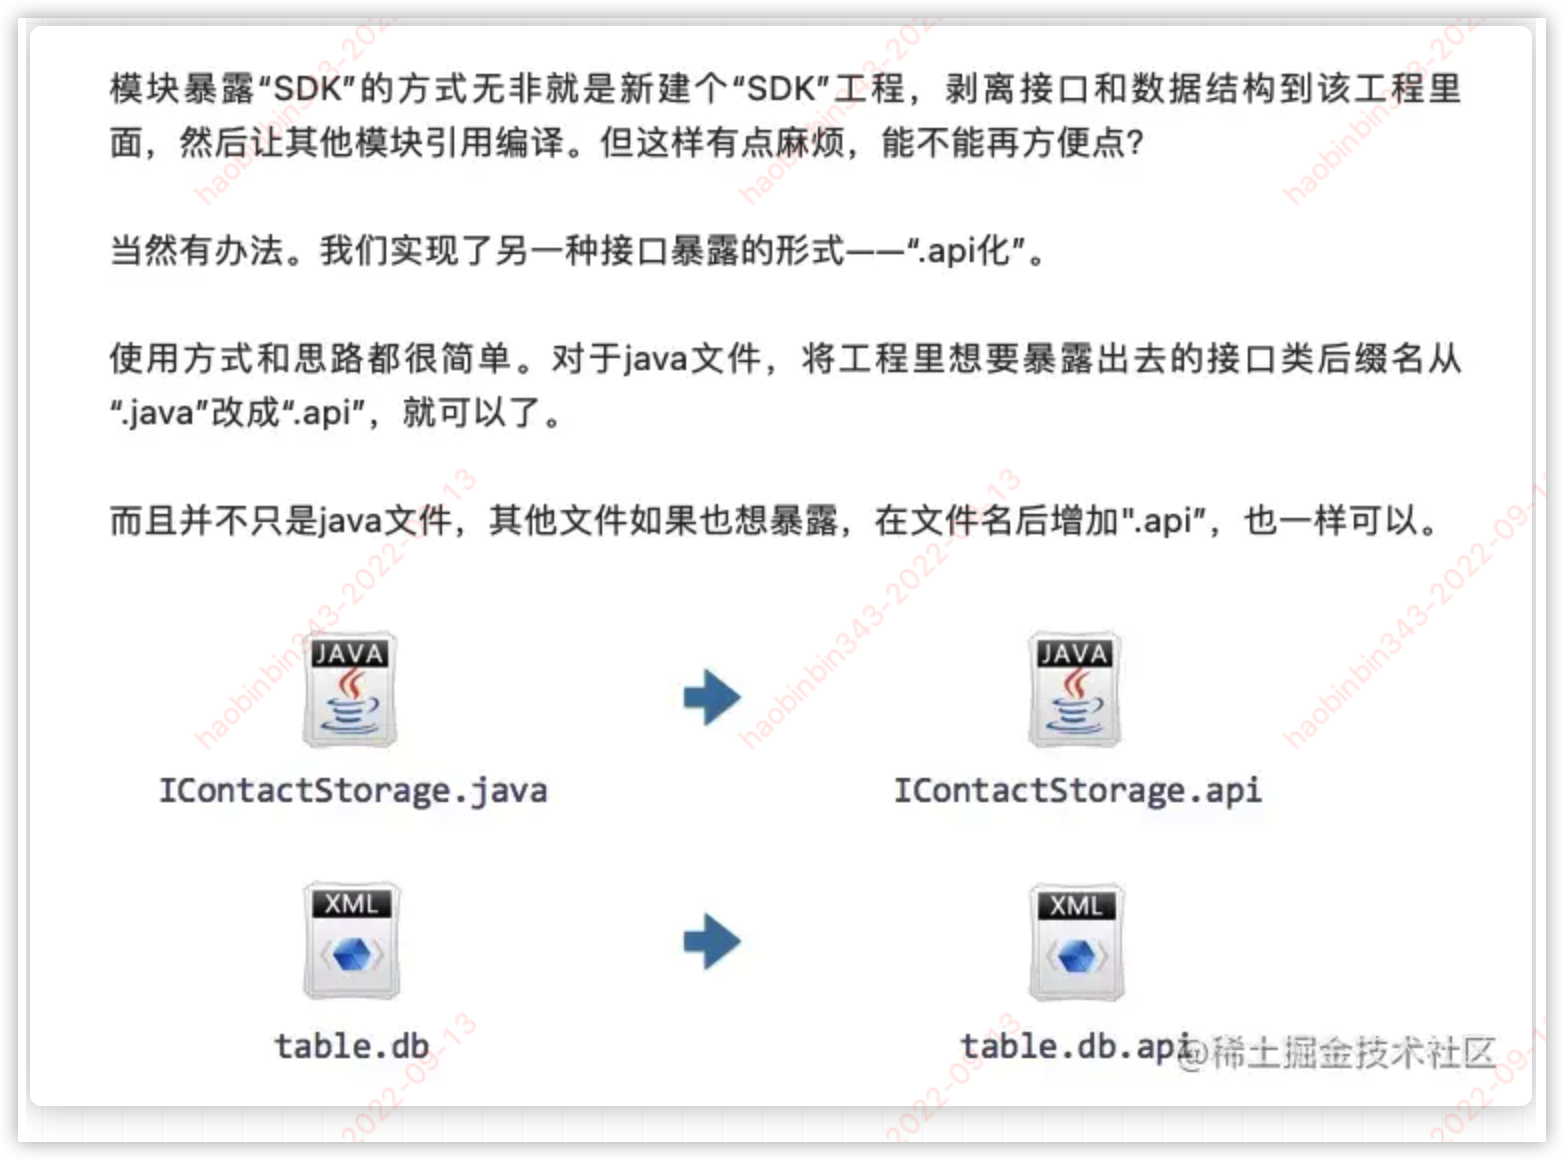 模块暴露“SDK”的方式无非就是新建个“SDK”工程，剥离接口和数据结构到该工程里
面，然后让其他模块引用编译。但这样有点麻烦，能不能再方便点?
当然有办法。我们实现了另一种接口暴露的形式——“.api化”。
使用方式和思路都很简单。对于java文件，将工程里想要暴露出去的接口类后缀名从
“.java”改成“.api”，就可以了。
而且并不只是java文件，其他文件如果也想暴露，在文件名后增加".api”，也一样可以。
JAVA
JAVA
IContactStorage.java
IContactStorage.api
XML
XML
table.db
table.db.api
@稀土掘金技术社区
haobinbin343-2022-09-13
haobinbin343-2022-09-13
haobinbin343-2022-09-13